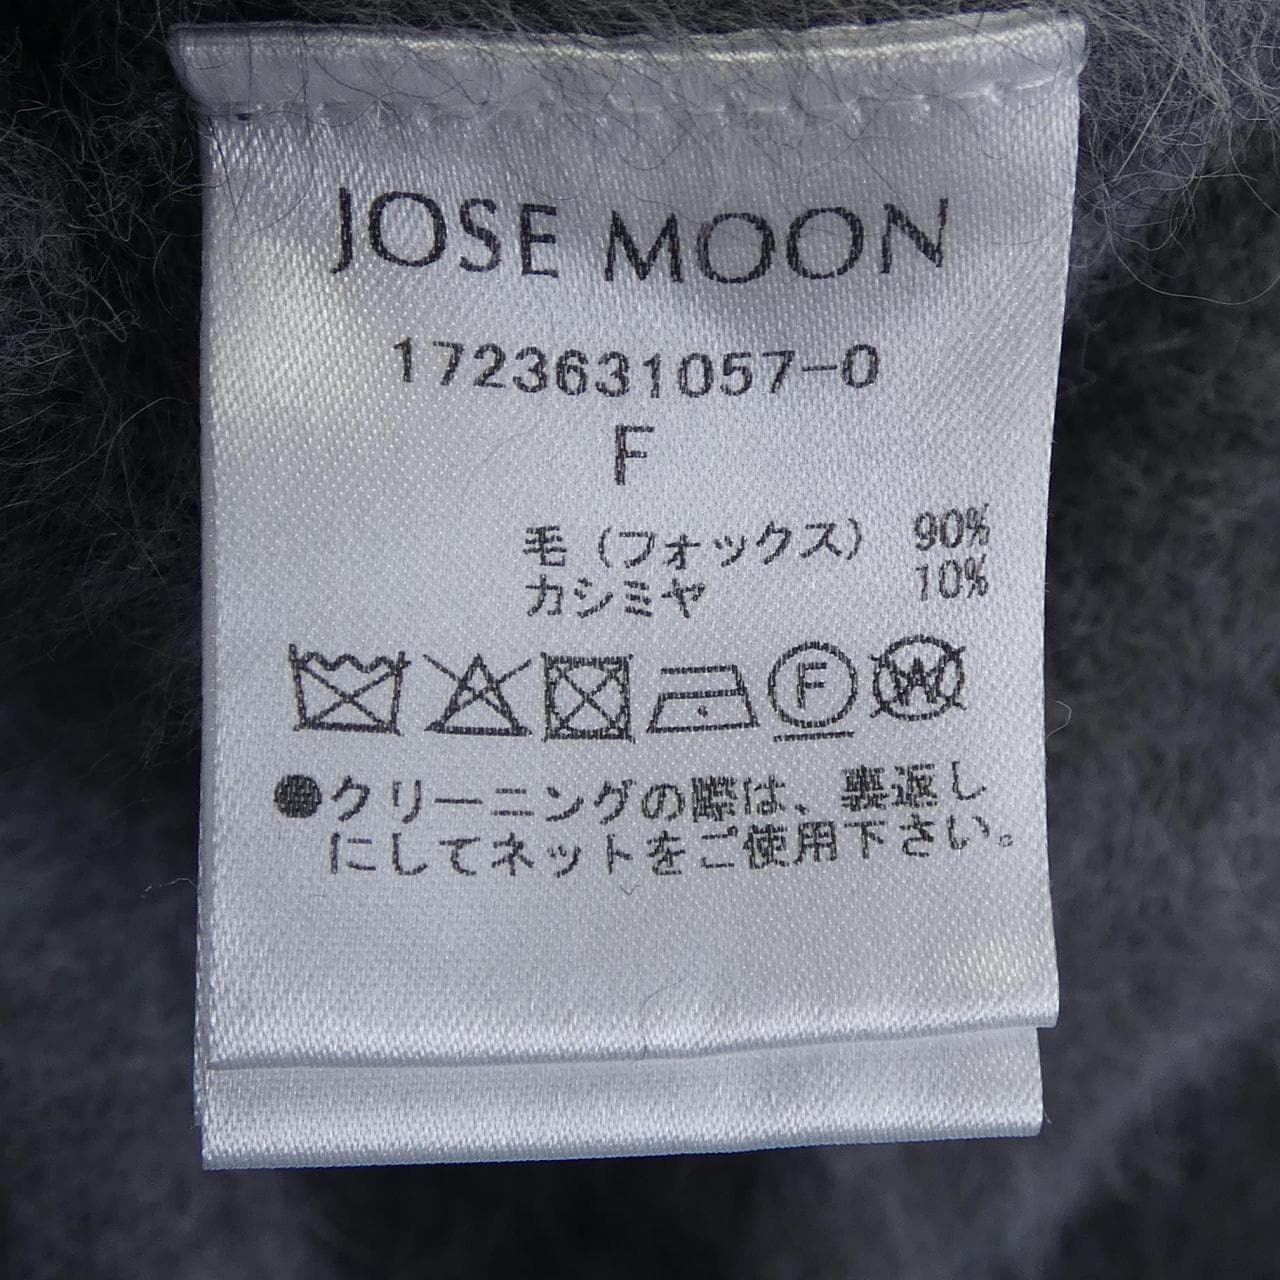 JOSE MOON
1723631057-0
F
毛（フォックス） 90%
カシミヤ 10%
F W
●クリーニングの際は、裏返し
にしてネットをご使用下さい。